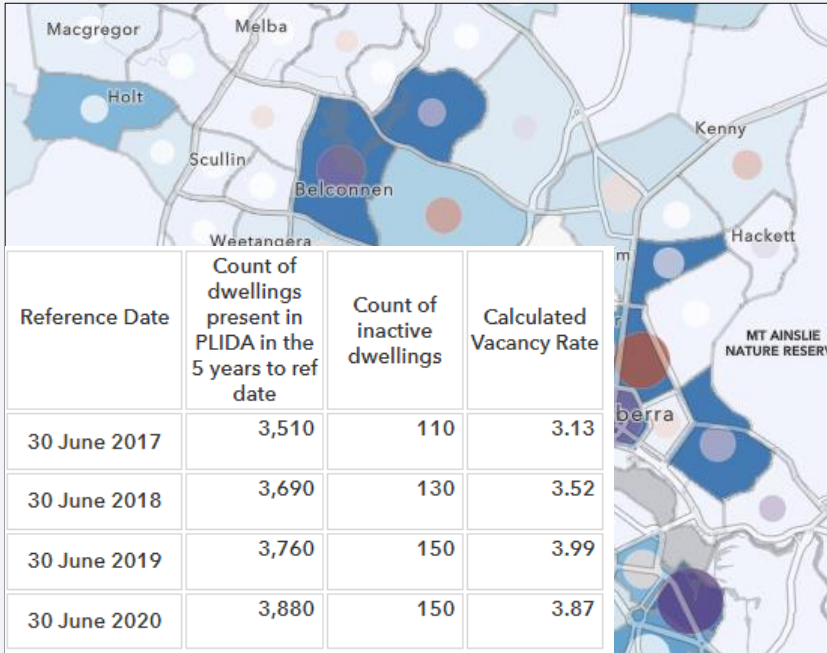 Macgregor
Melba
Holt
Kenny
Scullin
Belconnen
Weetangera
Hackett
m
r
MT AINSLIE
NATURE RESERV
berra
Reference Date
Count of
dwellings
present in
PLIDA in the
5 years to ref
date
Count of
inactive
dwellings
Calculated
Vacancy Rate
30 June 2017 3,510 110 3.13
30 June 2018 3,690 130 3.52
30 June 2019 3,760 150 3.99
30 June 2020 3,880 150 3.87